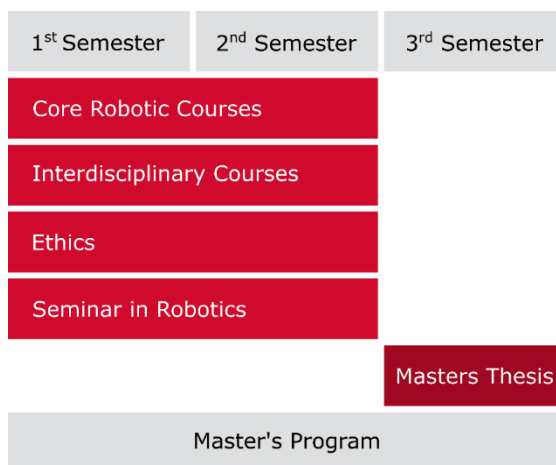 1st Semester
2nd Semester
3rd Semester
Core Robotic Courses
Interdisciplinary Courses
Ethics
Seminar in Robotics
Masters Thesis
Master's Program